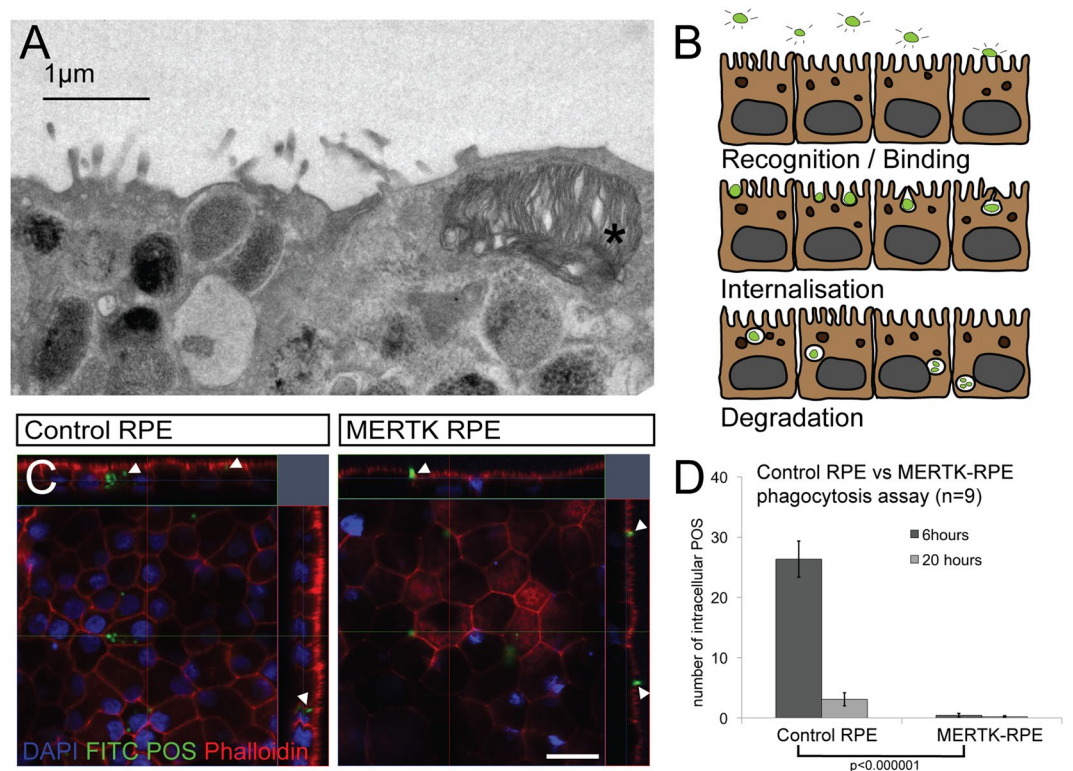 A
1µm
*
B
Recognition / Binding
Internalisation
Degradation
Control RPE
MERTK RPE
C
DAPI FITC POS Phalloidin
D
Control RPE vs MERTK-RPE
phagocytosis assay (n=9)
number of intracellular POS
40
30
20
10
0
6hours
20 hours
Control RPE
MERTK-RPE
p<0.000001